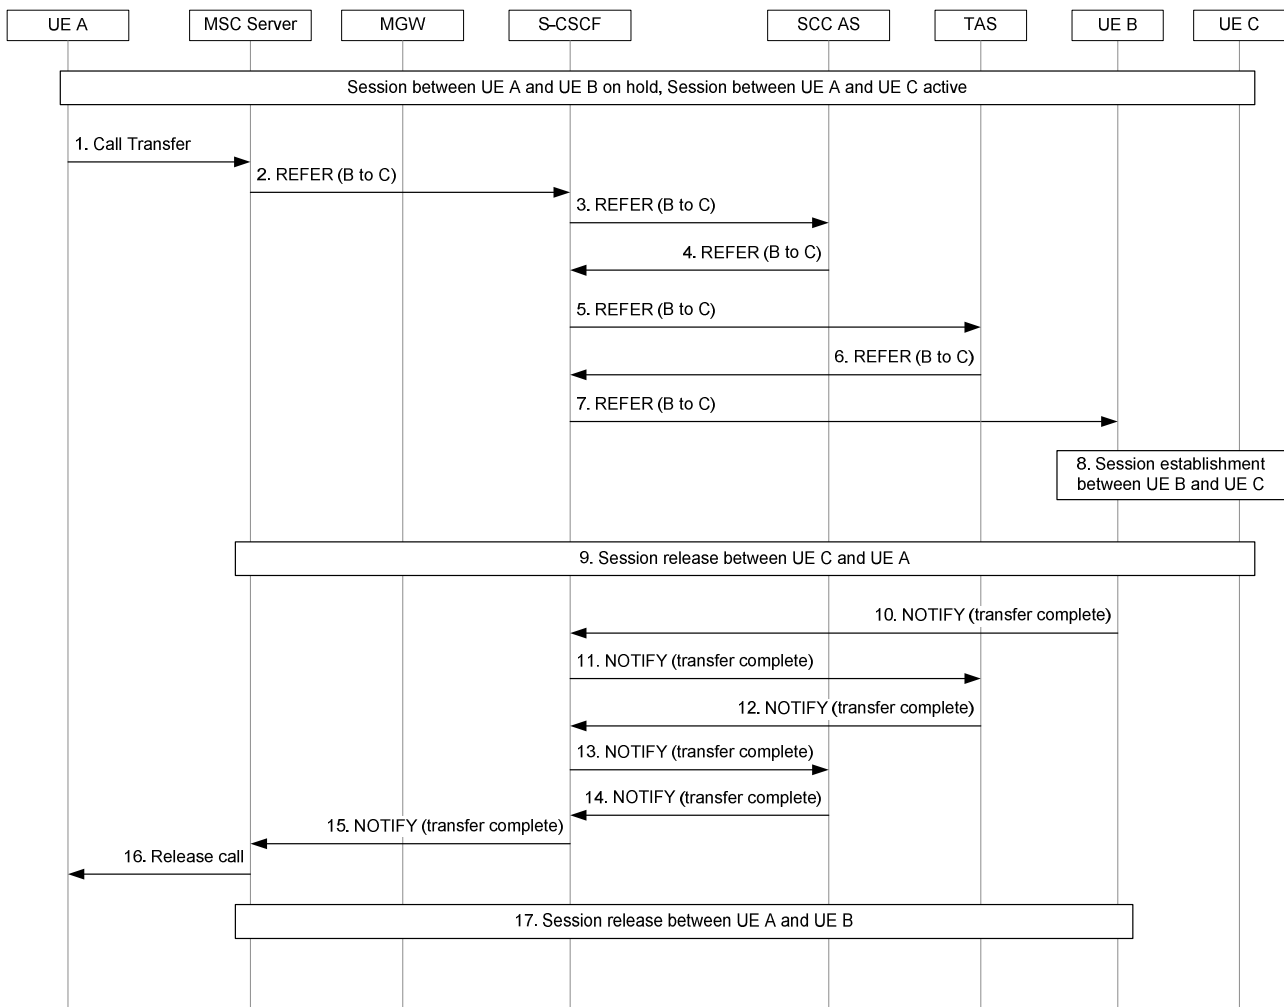 UE A
MSC Server
MGW
S-CSCF
SCC AS
TAS
UE B
UE C
Session between UE A and UE B on hold, Session between UE A and UE C active
1. Call Transfer
2. REFER (B to C)
3. REFER (B to C)
4. REFER (B to C)
5. REFER (B to C)
6. REFER (B to C)
7. REFER (B to C)
8. Session establishment
between UE B and UE C
9. Session release between UE C and UE A
10. NOTIFY (transfer complete)
11. NOTIFY (transfer complete)
12. NOTIFY (transfer complete)
13. NOTIFY (transfer complete)
14. NOTIFY (transfer complete)
15. NOTIFY (transfer complete)
16. Release call
17. Session release between UE A and UE B